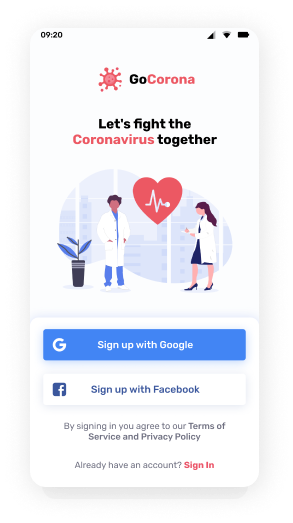 09:20
GoCorona
Let's fight the
Coronavirus together
Sign up with Google
Sign up with Facebook
By signing in you agree to our Terms of
Service and Privacy Policy
Already have an account? Sign In